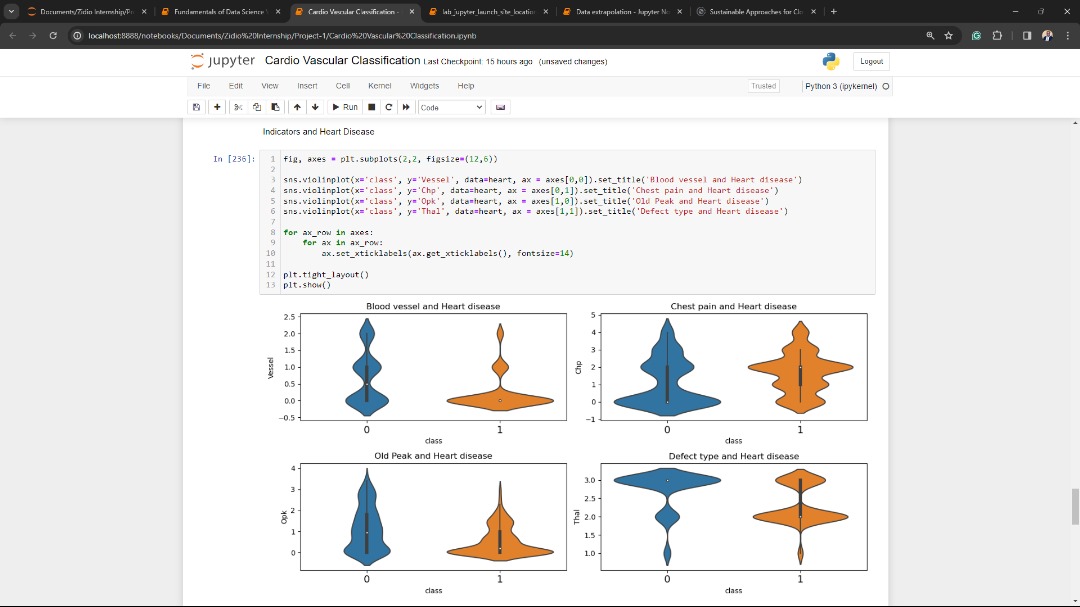 Documents/Zidio Internship/Pr
Fundamentals of Data Science
Cardio Vascular Classification -
lab_jupyter_launch_site_location
Data extrapolation - Jupyter No
Sustainable Approaches for Cl
localhost:8888/notebooks/Documents/Zidio%20Internship/Project-1/Cardio%20Vascular%20Classification.ipynb
jupyter Cardio Vascular Classification Last Checkpoint: 15 hours ago (unsaved changes)
Logout
File Edit View Insert Cell Kernel Widgets Help
Trusted
Python 3 (ipykernel)
Run
Code
Indicators and Heart Disease
In [236]:
1 fig, axes = plt.subplots(2,2, figsize=(12,6))
2
3 sns.violinplot(x='class', y='Vessel', data=heart, ax = axes[0,0]).set_title('Blood vessel and Heart disease')
4 sns.violinplot(x='class', y='Chp', data=heart, ax = axes[0,1]).set_title('Chest pain and Heart disease')
5 sns.violinplot(x='class', y='Opk', data=heart, ax = axes[1,0]).set_title('Old Peak and Heart disease')
6 sns.violinplot(x='class', y='Thal', data=heart, ax = axes[1,1]).set_title('Defect type and Heart disease')
7
8 for ax_row in axes:
9 for ax in ax_row:
10 ax.set_xticklabels(ax.get_xticklabels(), fontsize=14)
11
12 plt.tight_layout()
13 plt.show()
Blood vessel and Heart disease
2.5
2.0
1.5
1.0
0.5
0.0
−0.5
Vessel
0 1
class
Chest pain and Heart disease
5
4
3
2
1
0
−1
Chp
0 1
class
Old Peak and Heart disease
4
3
2
1
0
Opk
0 1
class
Defect type and Heart disease
3.0
2.5
2.0
1.5
1.0
Thal
0 1
class